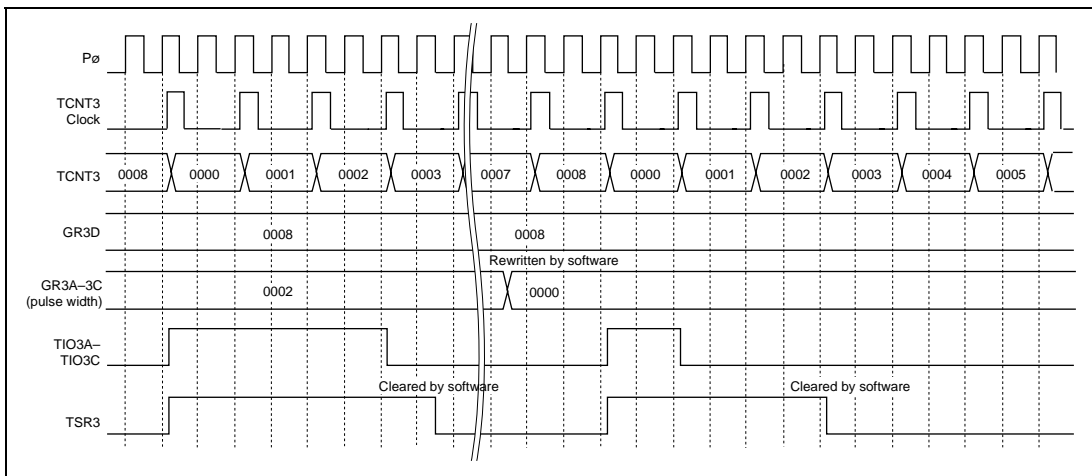 Pø
TCNT3
Clock
TCNT3
0008 0000 0001 0002 0003 0007 0008 0000 0001 0002 0003 0004 0005
GR3D
0008 0008
Rewritten by software
GR3A–3C
(pulse width)
0002 0000
TIO3A–
TIO3C
Cleared by software Cleared by software
TSR3